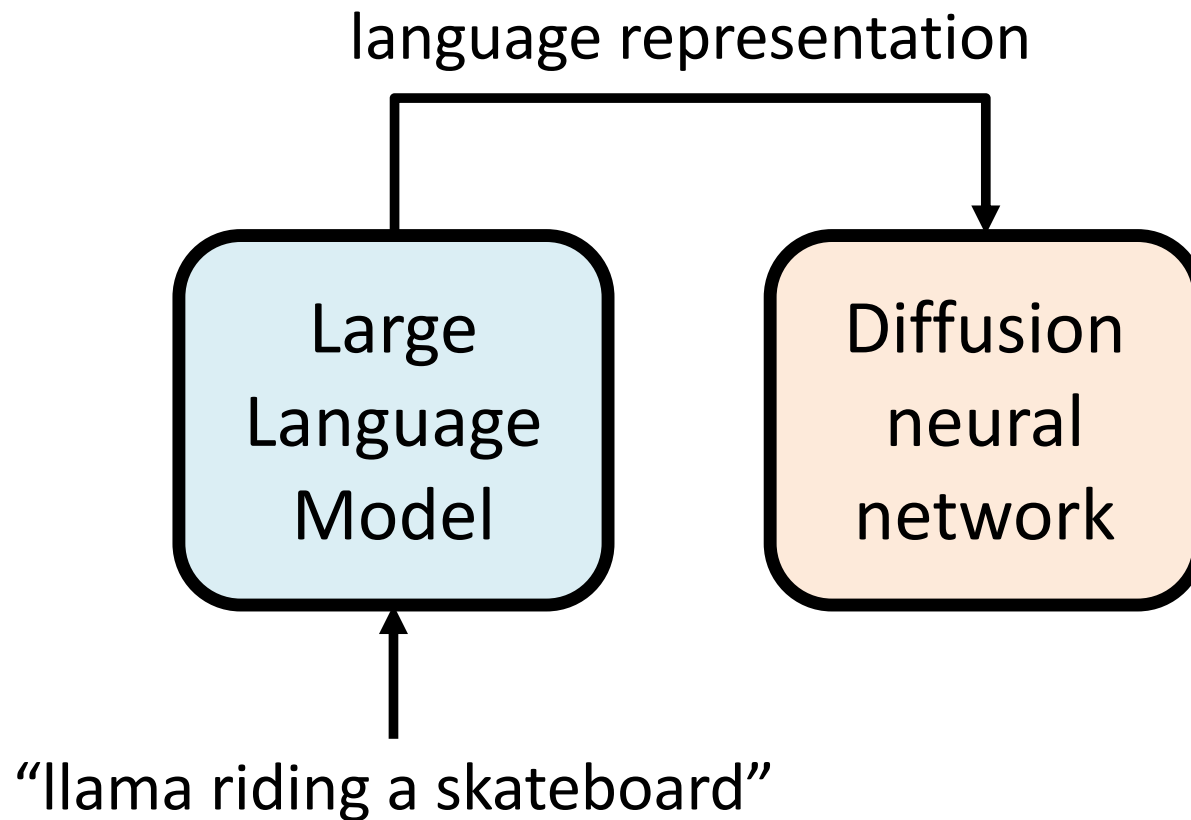 language representation
Large
Language
Model
Diffusion
neural
network
“llama riding a skateboard”